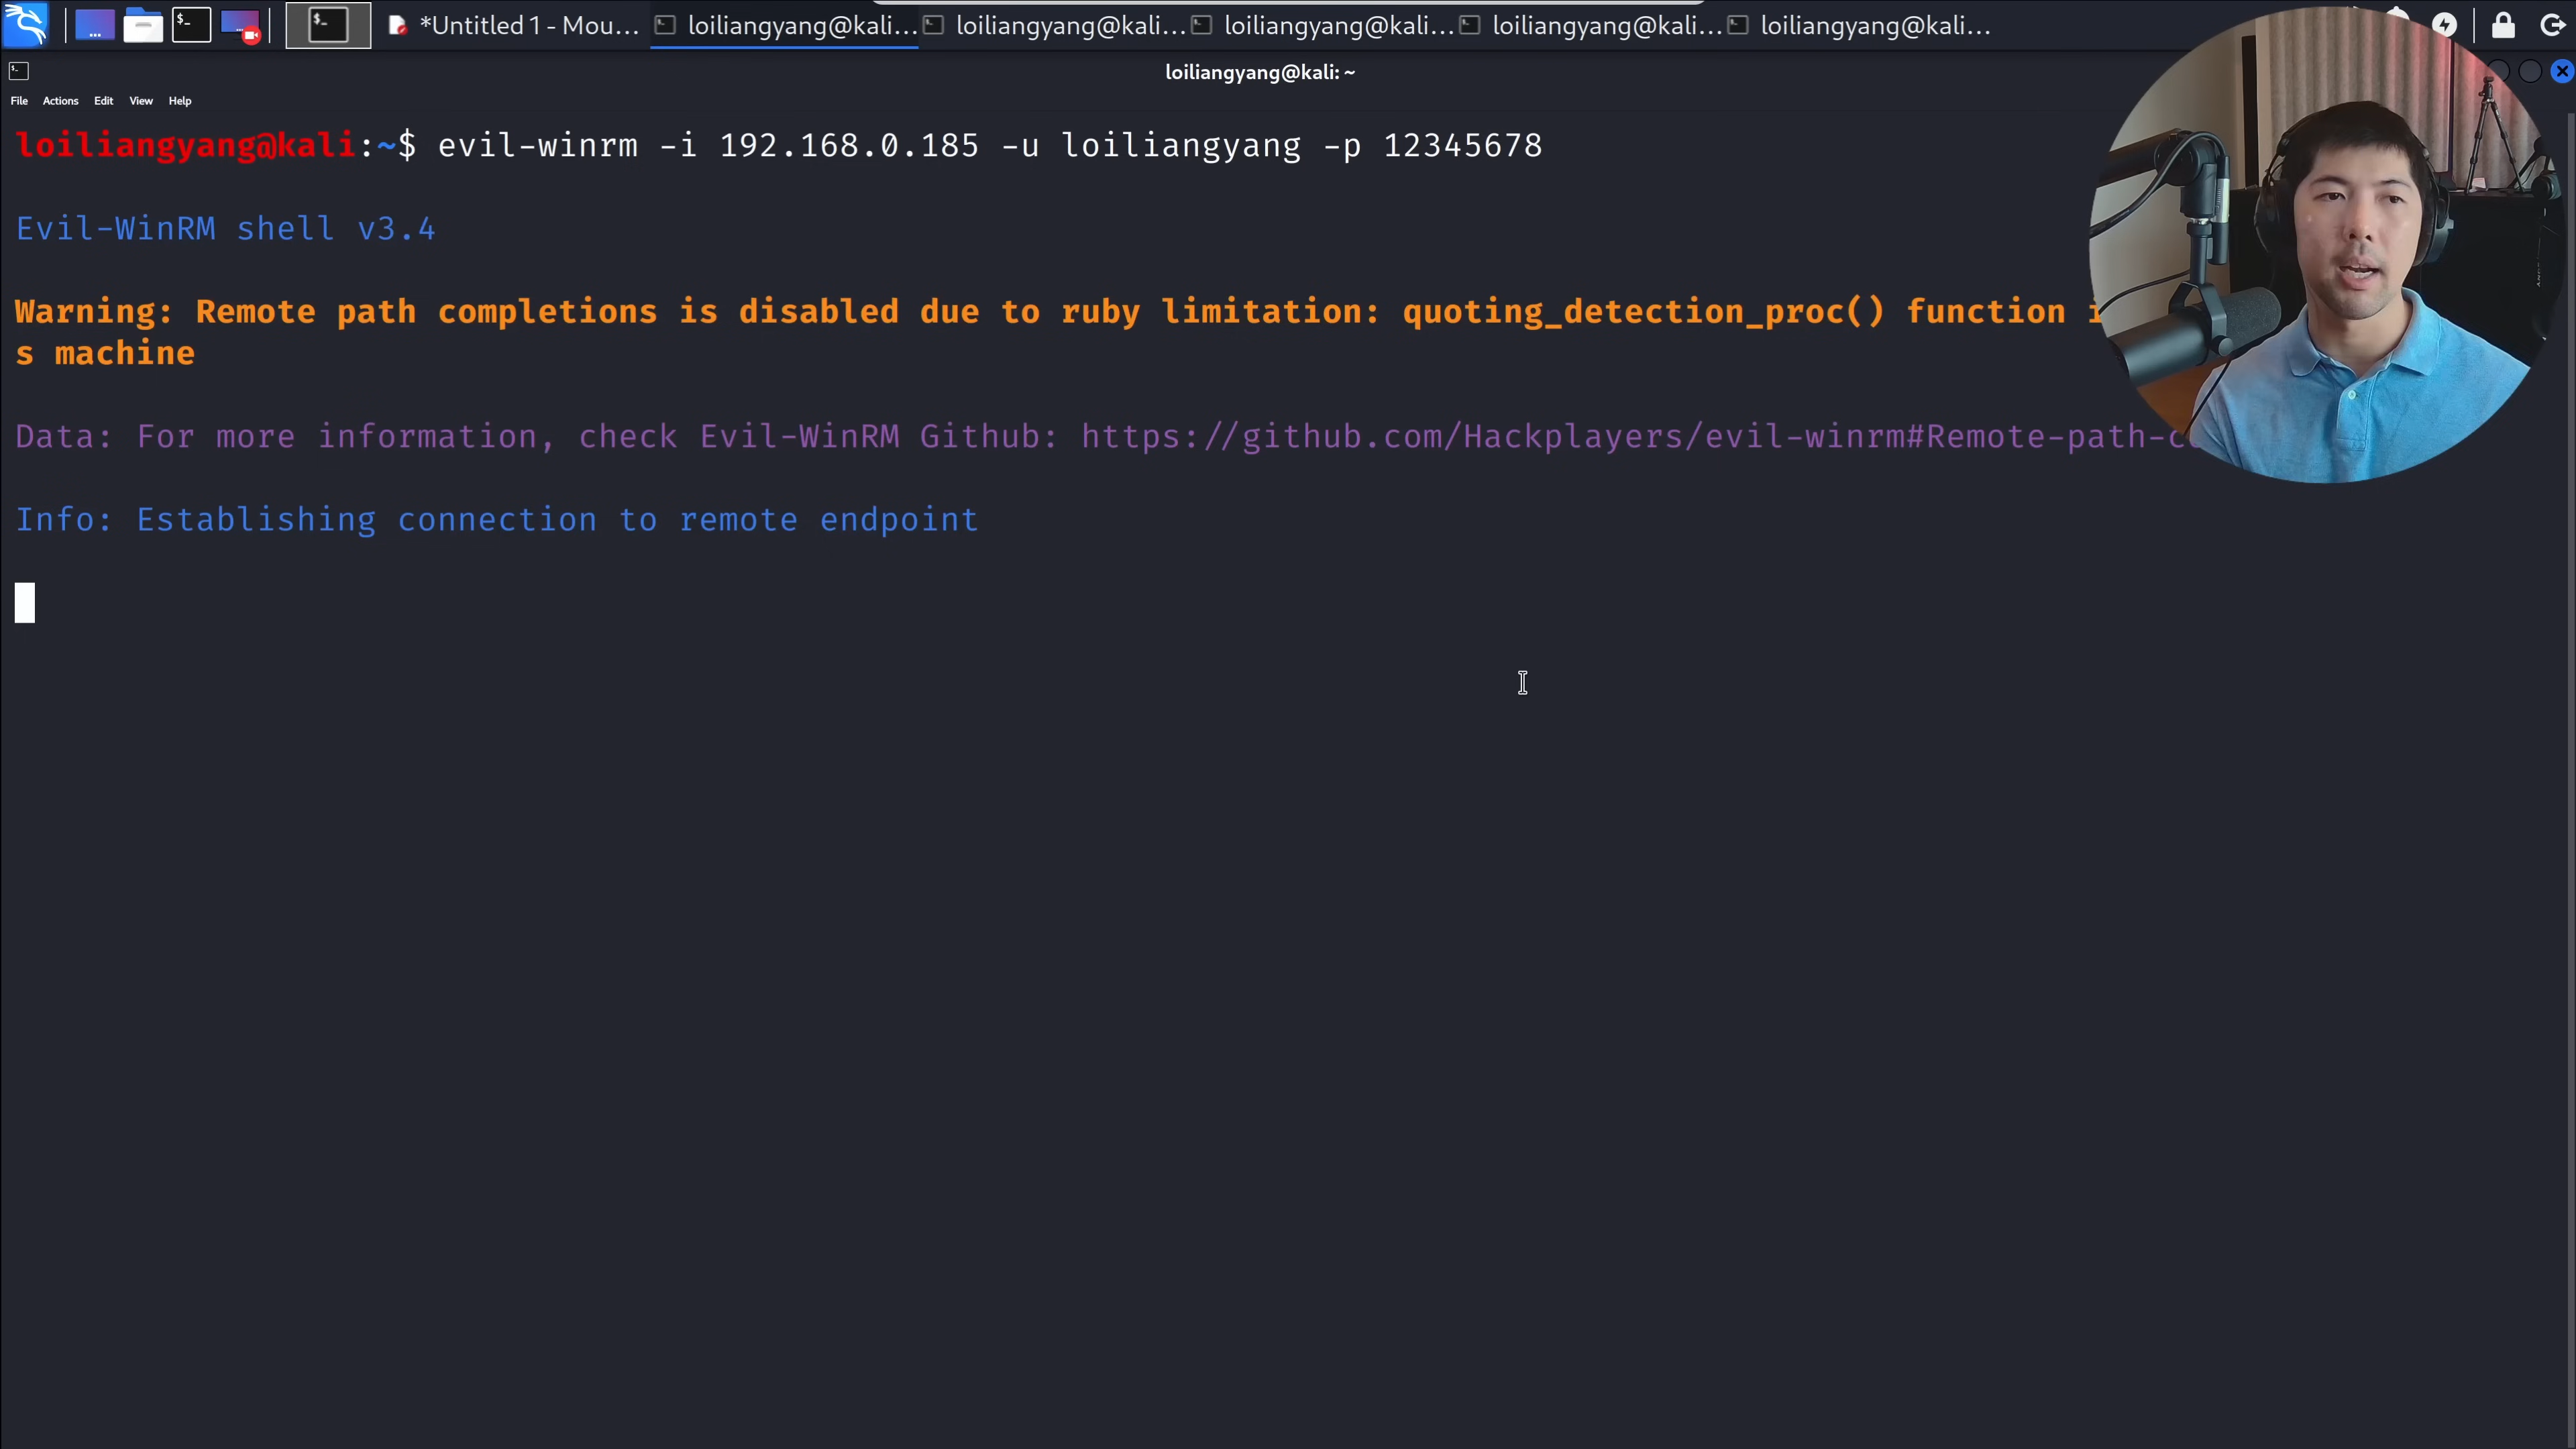 *Untitled 1 - Mou... loiliangyang@kali... loiliangyang@kali... loiliangyang@kali... loiliangyang@kali... loiliangyang@kali...
loiliangyang@kali: ~
File Actions Edit View Help
loiliangyang@kali:~$ evil-winrm -i 192.168.0.185 -u loiliangyang -p 12345678
Evil-WinRM shell v3.4
Warning: Remote path completions is disabled due to ruby limitation: quoting_detection_proc() function
s machine
Data: For more information, check Evil-WinRM Github: https://github.com/Hackplayers/evil-winrm#Remote-path-c
Info: Establishing connection to remote endpoint